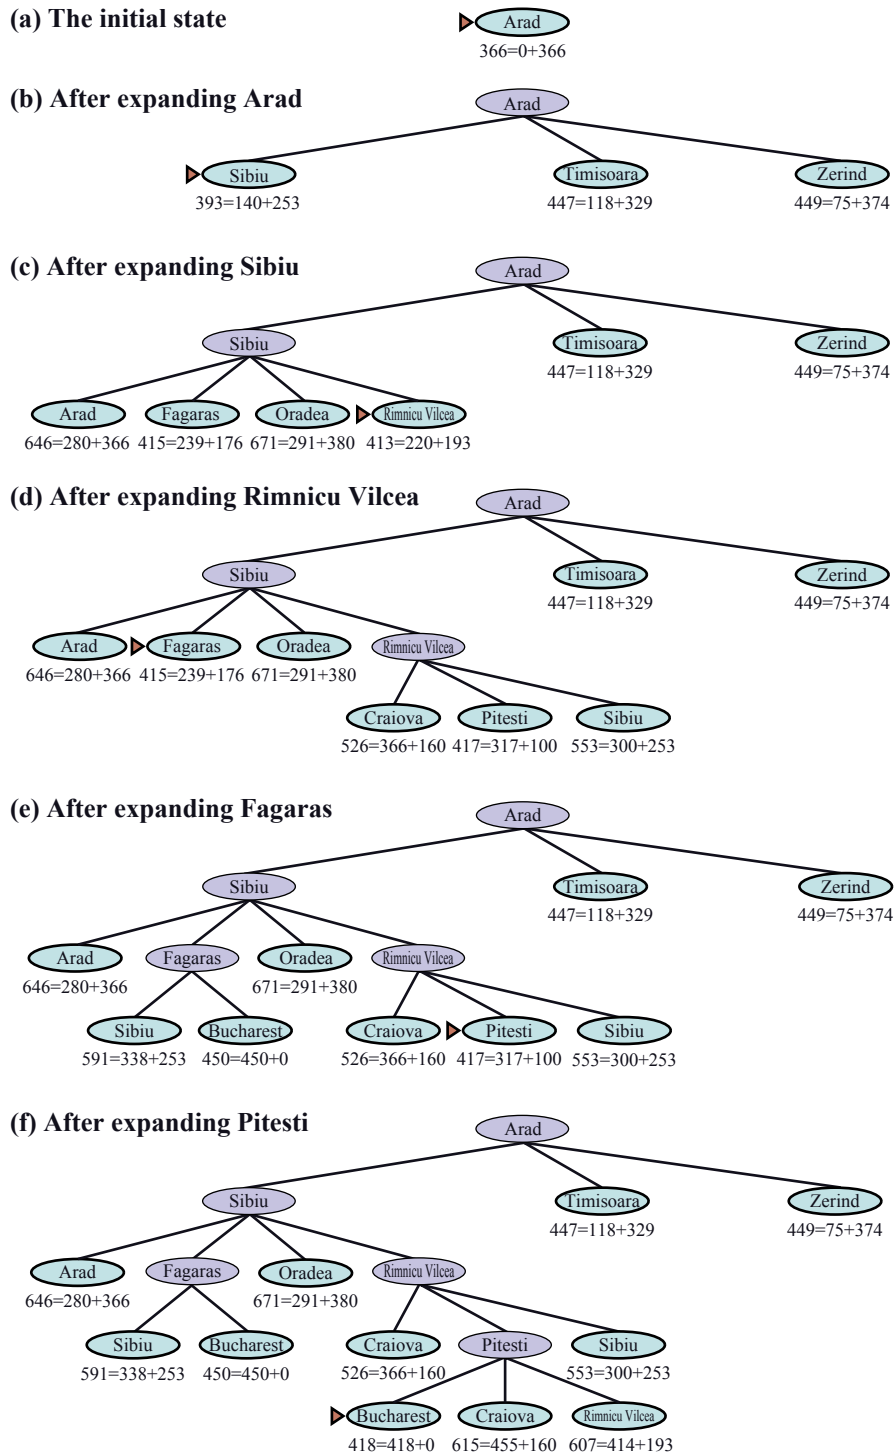 (a) The initial state
Arad
366=0+366
(b) After expanding Arad
Arad
Sibiu Timisoara Zerind
393=140+253 447=118+329 449=75+374
(c) After expanding Sibiu
Arad
Sibiu Timisoara Zerind
447=118+329 449=75+374
Arad Fagaras Oradea Rimnicu Vilcea
646=280+366 415=239+176 671=291+380 413=220+193
(d) After expanding Rimnicu Vilcea
Arad
Sibiu Timisoara Zerind
447=118+329 449=75+374
Arad Fagaras Oradea Rimnicu Vilcea
646=280+366 415=239+176 671=291+380
Craiova Pitesti Sibiu
526=366+160 417=317+100 553=300+253
(e) After expanding Fagaras
Arad
Sibiu Timisoara Zerind
447=118+329 449=75+374
Arad Fagaras Oradea Rimnicu Vilcea
646=280+366 671=291+380
Sibiu Bucharest Craiova Pitesti Sibiu
591=338+253 450=450+0 526=366+160 417=317+100 553=300+253
(f) After expanding Pitesti
Arad
Sibiu Timisoara Zerind
447=118+329 449=75+374
Arad Fagaras Oradea Rimnicu Vilcea
646=280+366 671=291+380
Sibiu Bucharest Craiova Pitesti Sibiu
591=338+253 450=450+0 526=366+160 553=300+253
Bucharest Craiova Rimnicu Vilcea
418=418+0 615=455+160 607=414+193